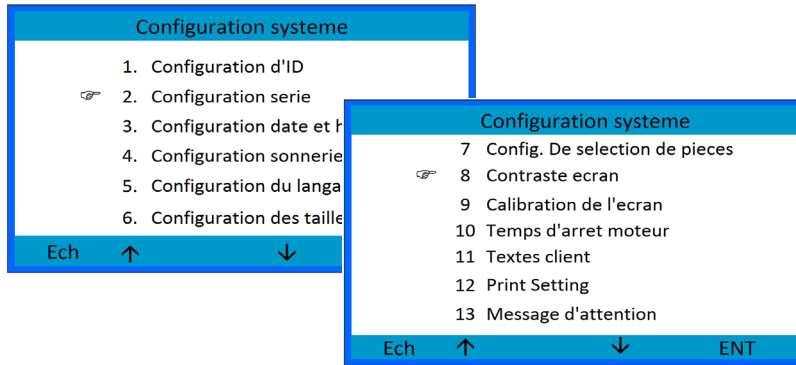 Configuration systeme
1. Configuration d'ID
2. Configuration serie
3. Configuration date et
4. Configuration sonnerie
5. Configuration du
6. Configuration des
Ech ↑ ↓
Configuration systeme
7 Config. De selection de pieces
8 Contraste ecran
9 Calibration de l'ecran
10 Temps d'arret moteur
11 Textes client
12 Print Setting
13 Message d'attention
Ech ↑ ↓ ENT